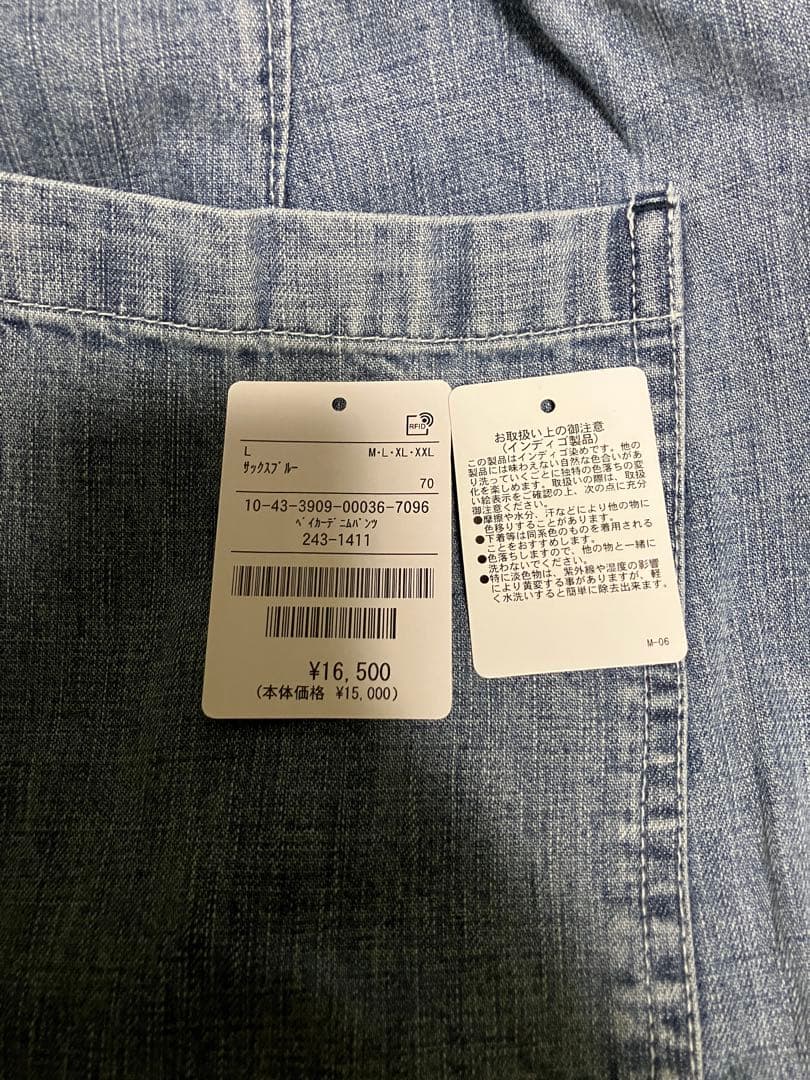 RFID
L M・L・XL・XXL
ｻｯｸｽﾌﾞﾙｰ
70
10-43-3909-00036-7096
ﾍﾞｲｶｰﾃﾞﾆﾑﾊﾟﾝﾂ
243-1411
¥16,500
(本体価格 ¥15,000)
お取扱い上の御注意
(インディゴ製品)
この製品はインディゴ染めです。他の
製品には味わえない自然な色合いがあ
り洗っていくごとに独特の色落ちの変
化を楽しめます。取扱いの際は、取扱
い絵表示をご確認の上、次の点に充分
御注意ください。
●摩擦や水分、汗などにより他の物に
色移りすることがあります。
●下着等は同系色のものを着用される
ことをおすすめします。
●色落ちしますので、他の物と一緒に
洗わないでください。
●特に淡色物は、紫外線や湿度の影響
により黄変する事がありますが、軽
く水洗いすると簡単に除去出来ます。
M-06